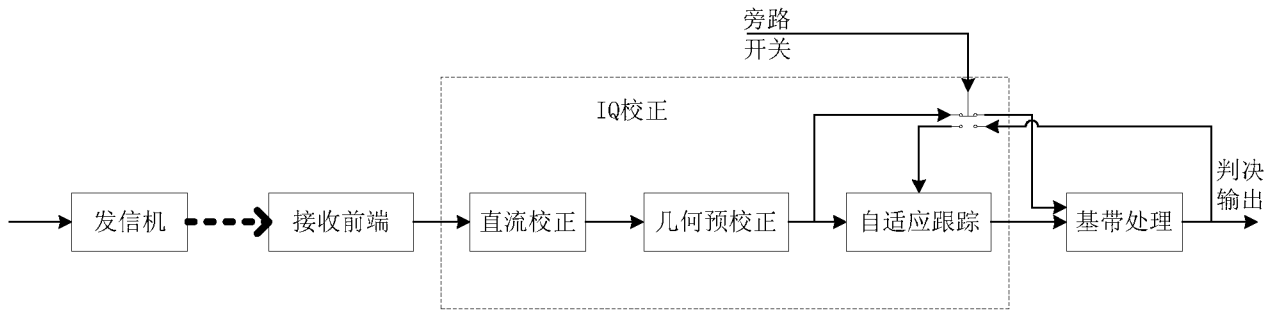 旁路
开关
IQ校正
判决
输出
发信机
接收前端
直流校正
几何预校正
自适应跟踪
基带处理